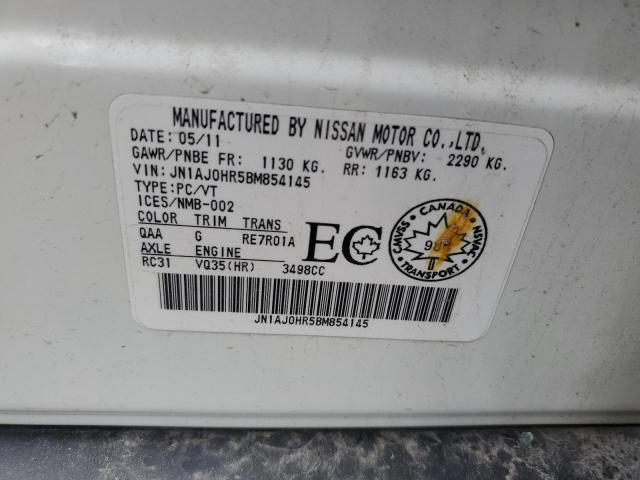 MANUFACTURED BY NISSAN MOTOR CO.,LTD.
DATE: 05/11 GVWR/PNBV: 2290 KG.
GAWR/PNBE FR: 1130 KG. RR: 1163 KG.
VIN: JN1AJ0HR5BM854145
TYPE: PC/VT
ICES/NMB-002
COLOR TRIM TRANS
QAA G RE7R01A
AXLE ENGINE
RC31 VQ35(HR) 3498CC
EC
CANADA
NSVAC
TRANSPORT
SSVMC
JN1AJ0HR5BM854145